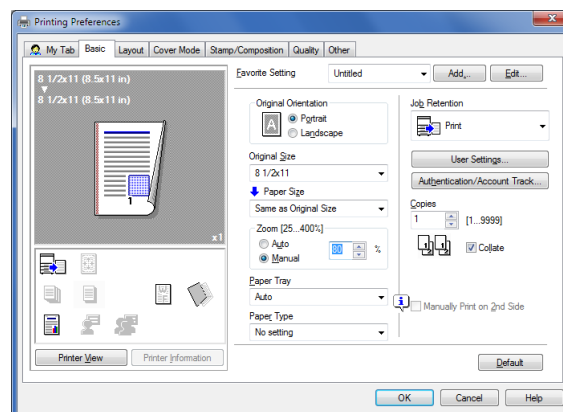 Printing Preferences
My Tab Basic Layout Cover Mode Stamp/Composition Quality Other
8 1/2x11 (8.5x11 in)
8 1/2x11 (8.5x11 in)
1
x1
Printer View Printer Information
Favorite Setting Untitled Add... Edit...
Original Orientation
A Portrait
Landscape
Original Size
8 1/2x11
Paper Size
Same as Original Size
Zoom [25...400%]
Auto
Manual 80 %
Paper Tray
Auto
Paper Type
No setting
Job Retention
Print
User Settings...
Authentication/Account Track...
Copies
1 [1...9999]
1 1 Collate
Manually Print on 2nd Side
Default
OK Cancel Help